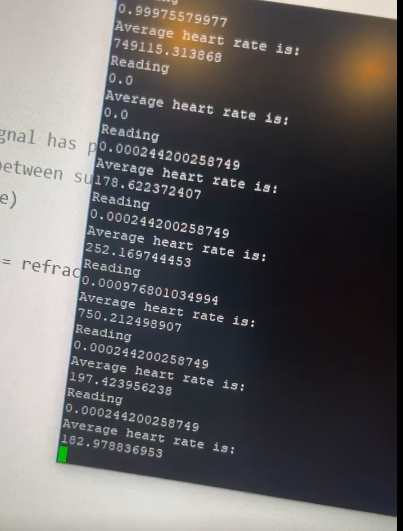 0.99975579977
Average heart rate is:
749115.313868
Reading
0.0
Average heart rate is:
0.0
Reading
0.000244200258749
Average heart rate is:
178.622372407
Reading
0.000244200258749
Average heart rate is:
252.169744453
Reading
0.000976801034994
Average heart rate is:
750.212498907
Reading
0.000244200258749
Average heart rate is:
197.423956238
Reading
0.000244200258749
Average heart rate is:
182.978836953
gnal has p
between su
e)
= refrac